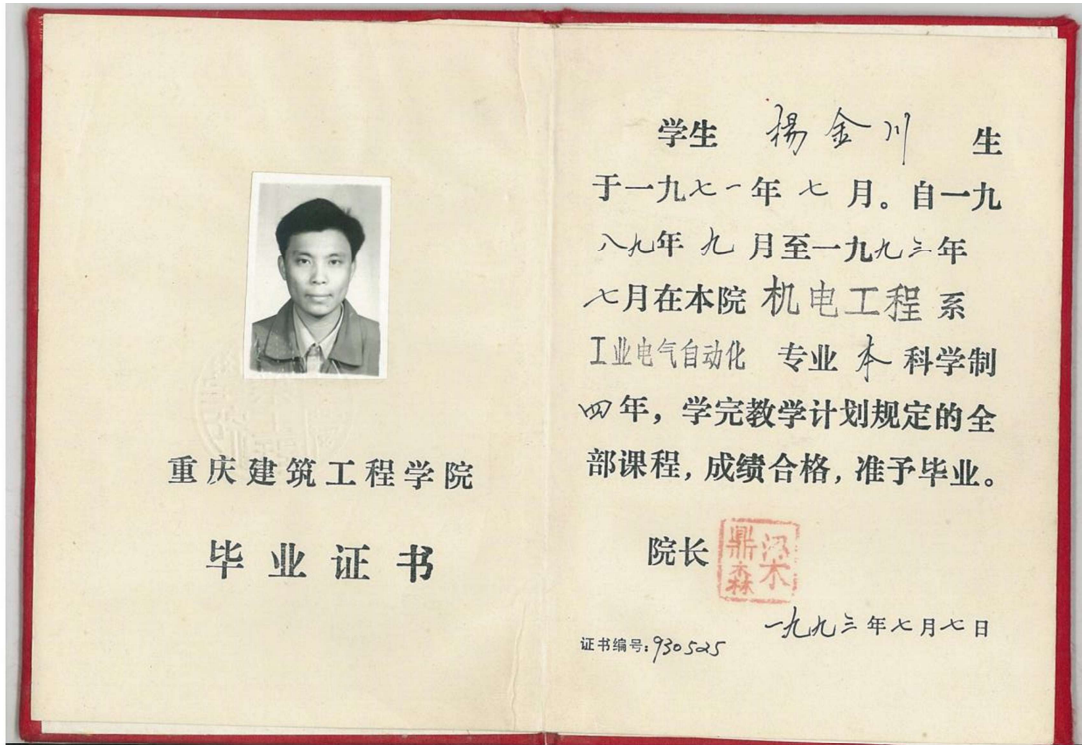 重庆建筑工程学院
毕业证书
学生 楊金川 生
于一九七一年七月。自一九
八九年九月至一九九三年
七月在本院机电工程系
工业电气自动化 专业本科学制
四年，学完教学计划规定的全
部课程，成绩合格，准予毕业。
院长 梁鼎森
一九九三年七月七日
证书编号：930525